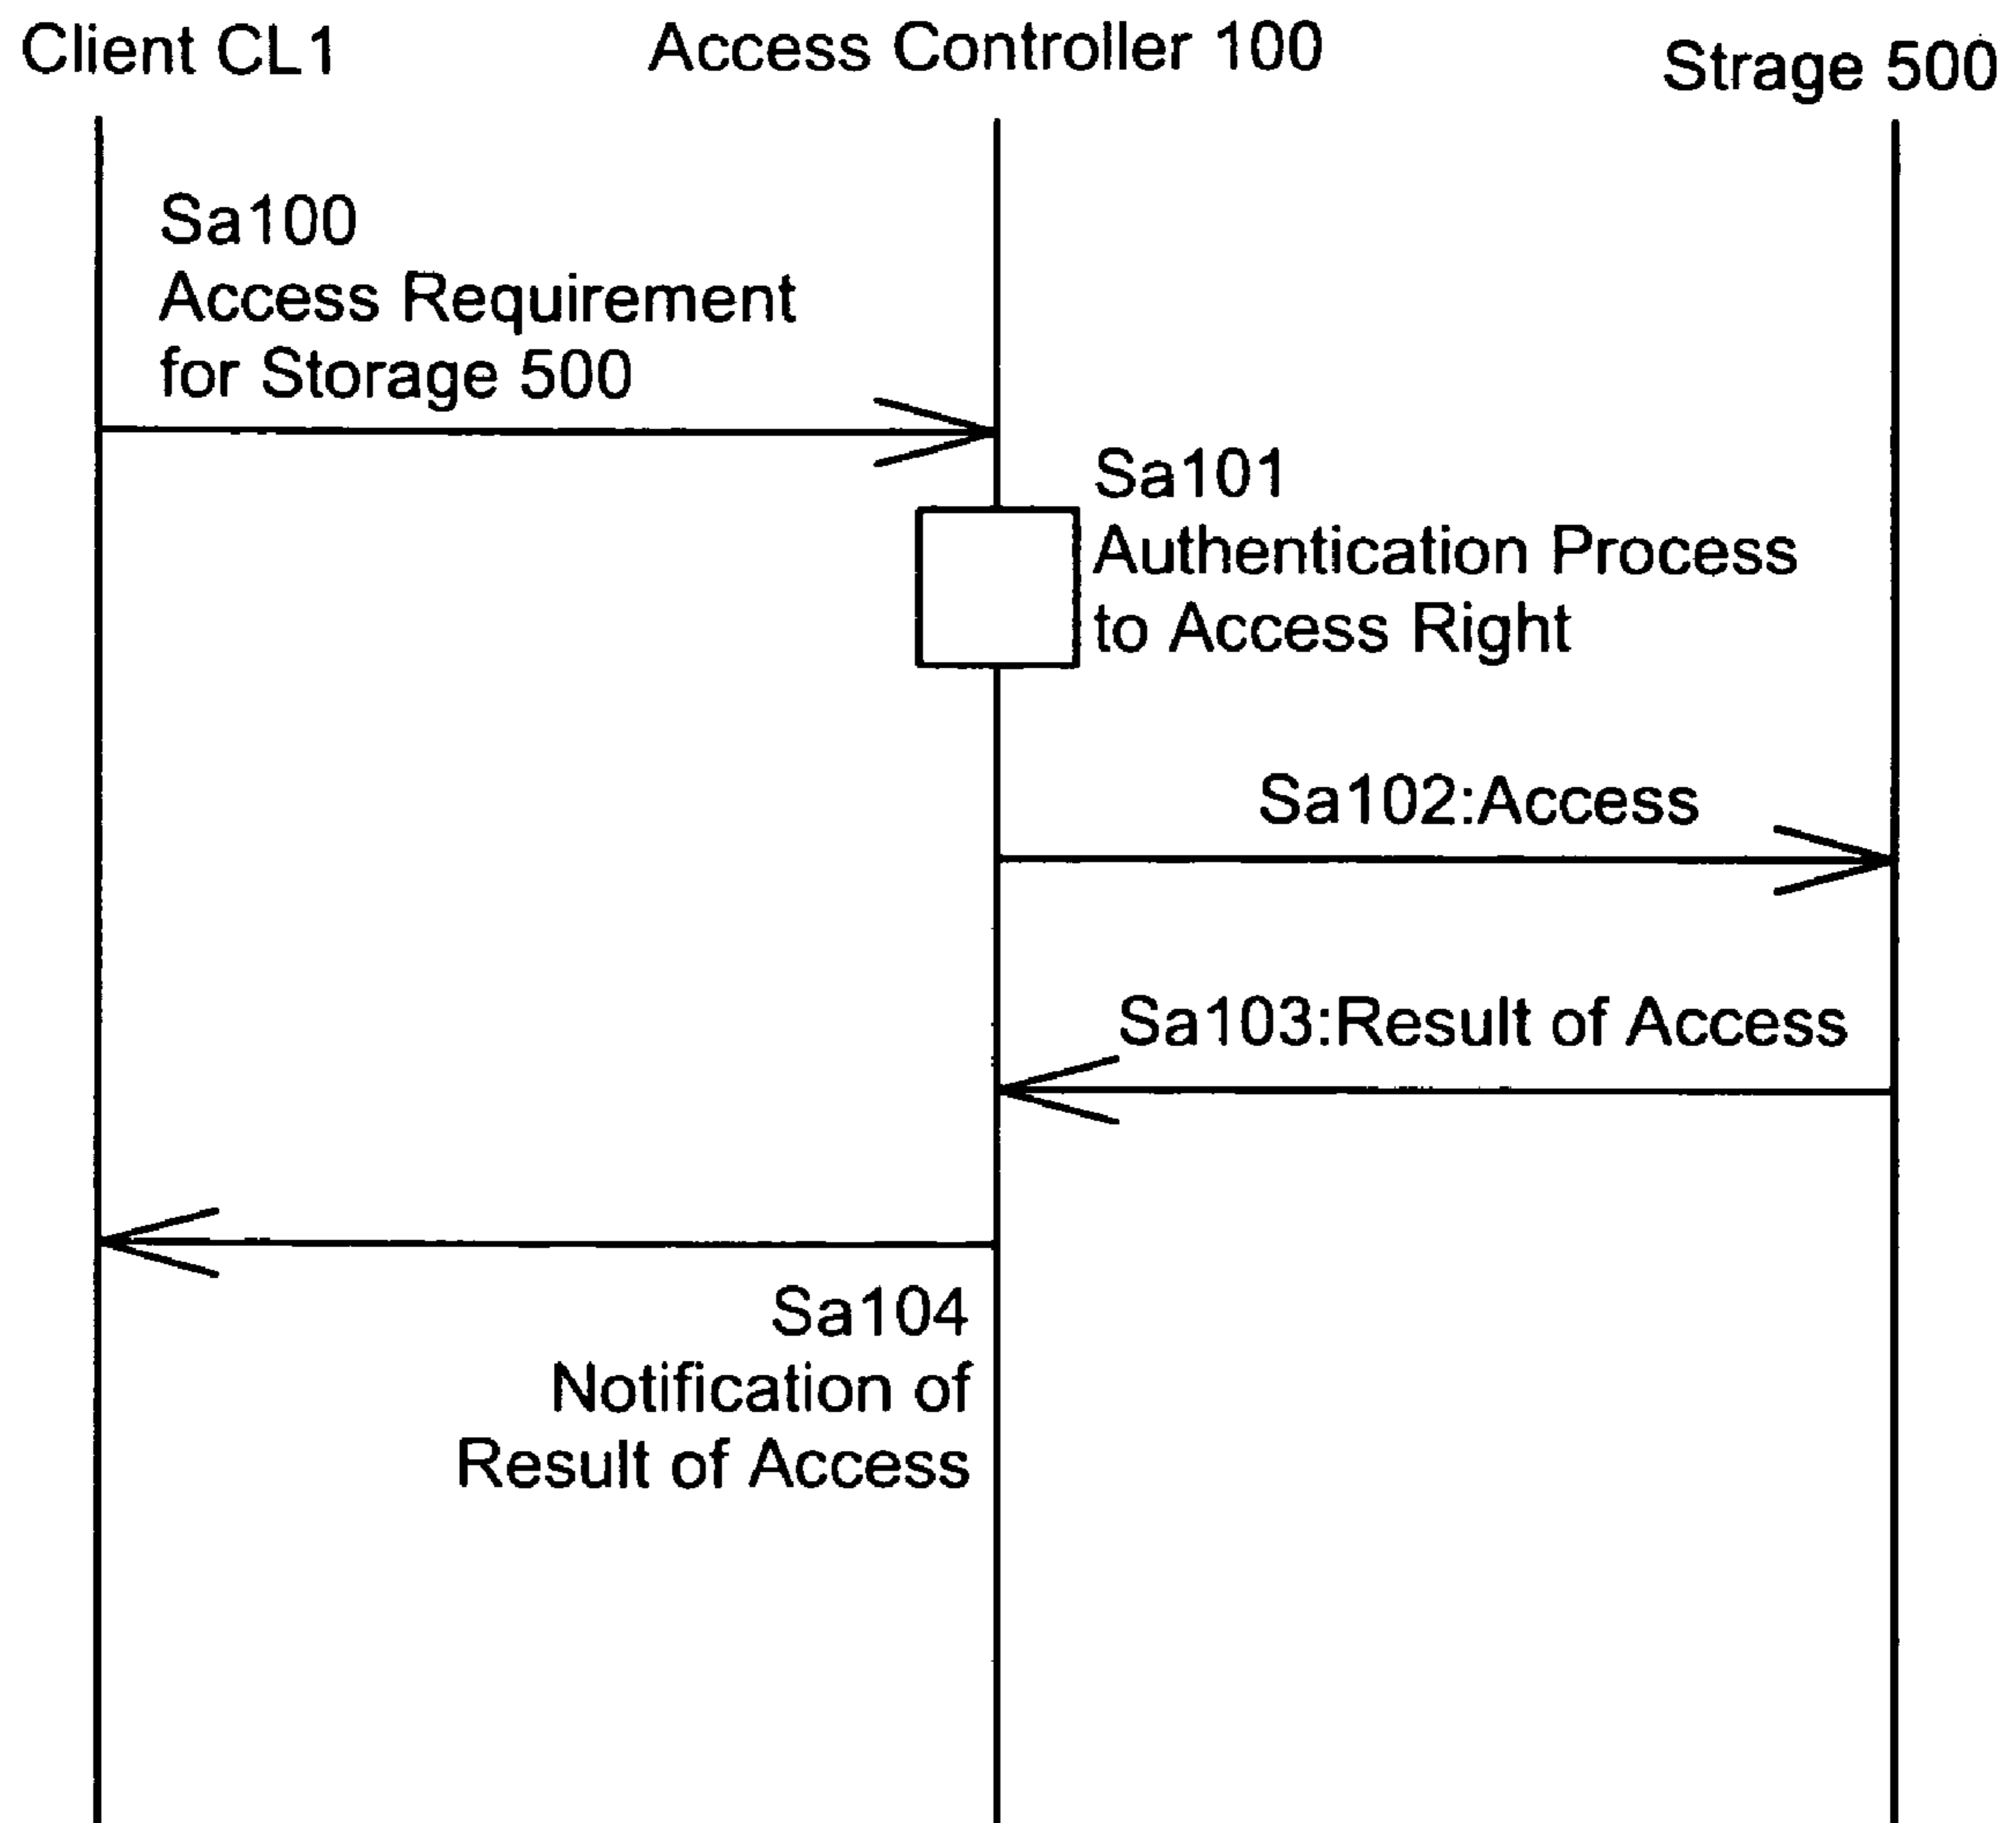 Client CL1
Access Controller 100
Strage 500
Sa100
Access Requirement
for Storage 500
Sa101
Authentication Process
to Access Right
Sa102:Access
Sa103:Result of Access
Sa104
Notification of
Result of Access